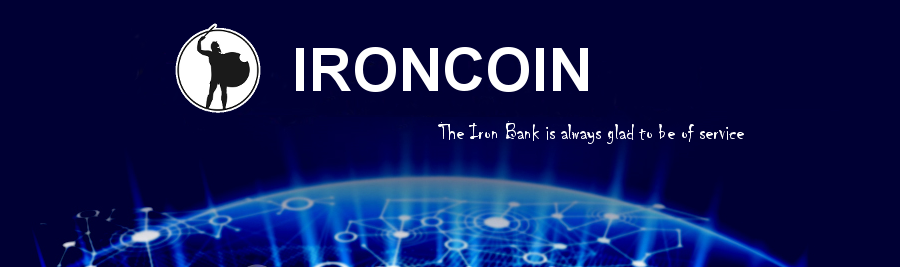 IRONCOIN
The Iron Bank is always glad to be of service